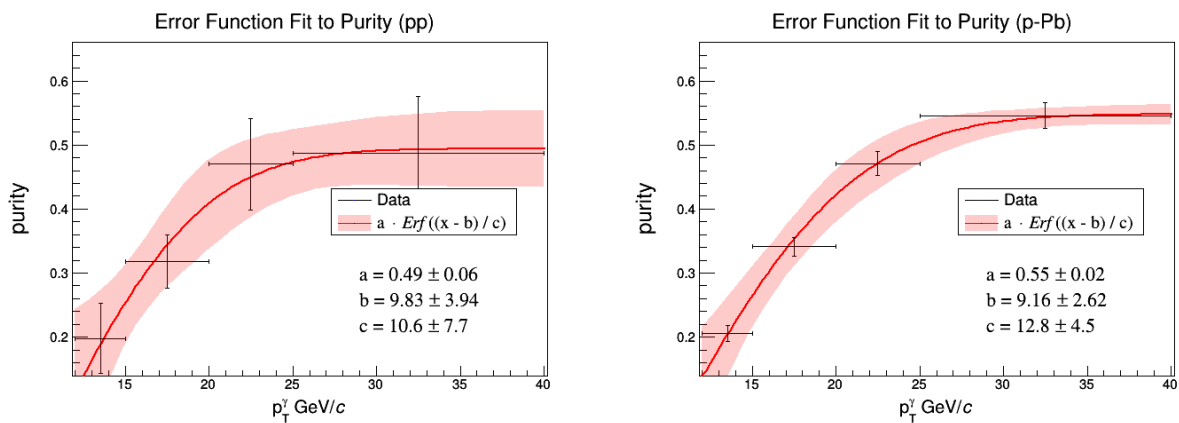 Error Function Fit to Purity (pp)
0.6
0.5
0.4
0.3
0.2
purity
Data
a · Erf ((x - b) / c)
a = 0.49 ± 0.06
b = 9.83 ± 3.94
c = 10.6 ± 7.7
15 20 25 30 35 40
p_T^γ GeV/c
Error Function Fit to Purity (p-Pb)
0.6
0.5
0.4
0.3
0.2
purity
Data
a · Erf ((x - b) / c)
a = 0.55 ± 0.02
b = 9.16 ± 2.62
c = 12.8 ± 4.5
15 20 25 30 35 40
p_T^γ GeV/c